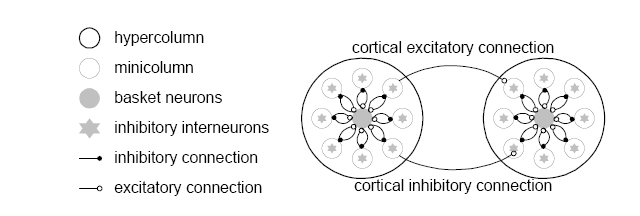 hypercolumn
minicolumn
basket neurons
inhibitory interneurons
inhibitory connection
excitatory connection
cortical excitatory connection
cortical inhibitory connection